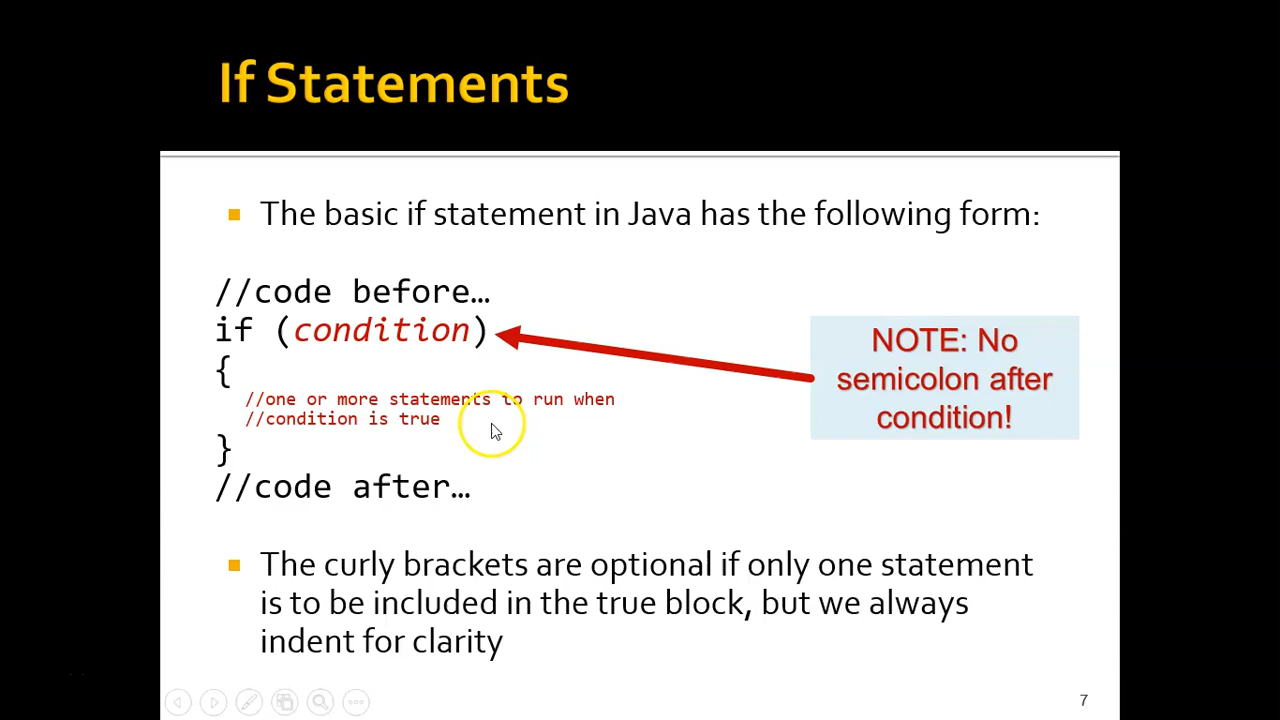 If Statements
The basic if statement in Java has the following form:
//code before…
if (condition)
{
//one or more statements to run when
//condition is true
}
//code after…
NOTE: No
semicolon after
condition!
The curly brackets are optional if only one statement
is to be included in the true block, but we always
indent for clarity
7